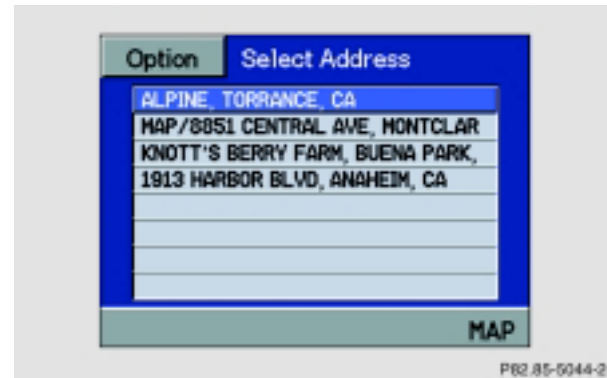 Option Select Address
ALPINE, TORRANCE, CA
MAP/8851 CENTRAL AVE, MONTCLAR
KNOTT'S BERRY FARM, BUENA PARK,
1913 HARBOR BLVD, ANAHEIM, CA
MAP
P82.85-5044-2